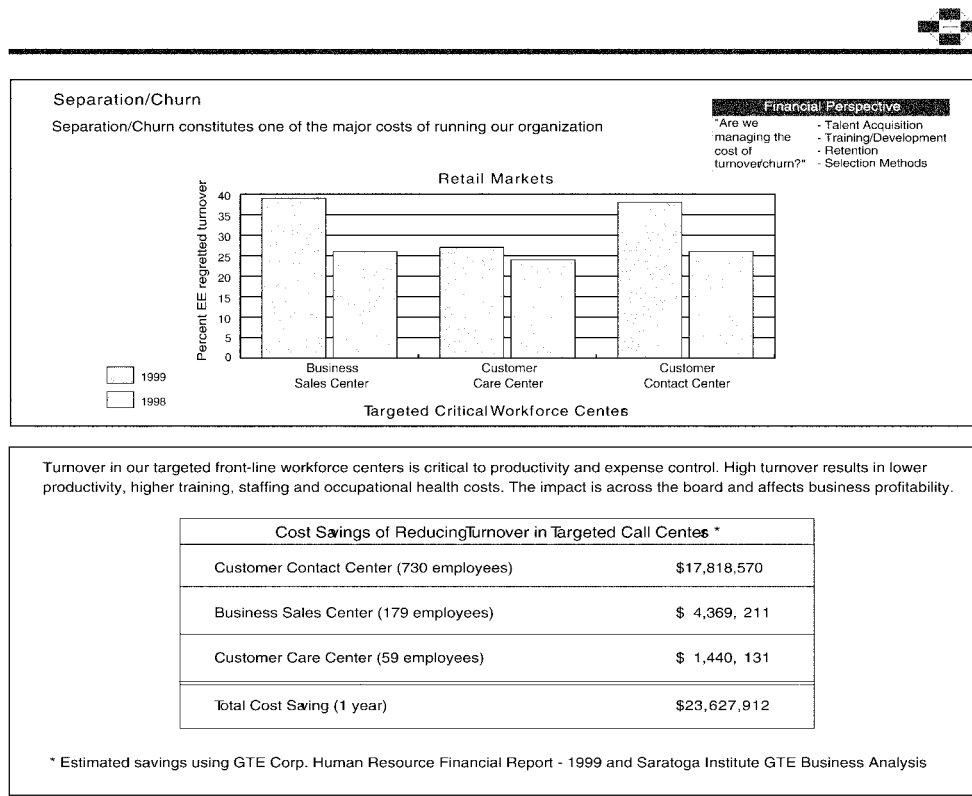 Separation/Churn
Separation/Churn constitutes one of the major costs of running our organization
Financial Perspective
"Are we
managing the
cost of
turnover/churn?"
- Talent Acquisition
- Training/Development
- Retention
- Selection Methods
Retail Markets
Percent EE regretted turnover
40
35
30
25
20
15
10
5
0
Business
Sales Center
Customer
Care Center
Customer
Contact Center
1999
1998
Targeted Critical Workforce Centes
Turnover in our targeted front-line workforce centers is critical to productivity and expense control. High turnover results in lower
productivity, higher training, staffing and occupational health costs. The impact is across the board and affects business profitability.
Cost Savings of Reducing Turnover in Targeted Call Centes *
Customer Contact Center (730 employees) $17,818,570
Business Sales Center (179 employees) $ 4,369, 211
Customer Care Center (59 employees) $ 1,440, 131
Total Cost Saving (1 year) $23,627,912
* Estimated savings using GTE Corp. Human Resource Financial Report - 1999 and Saratoga Institute GTE Business Analysis